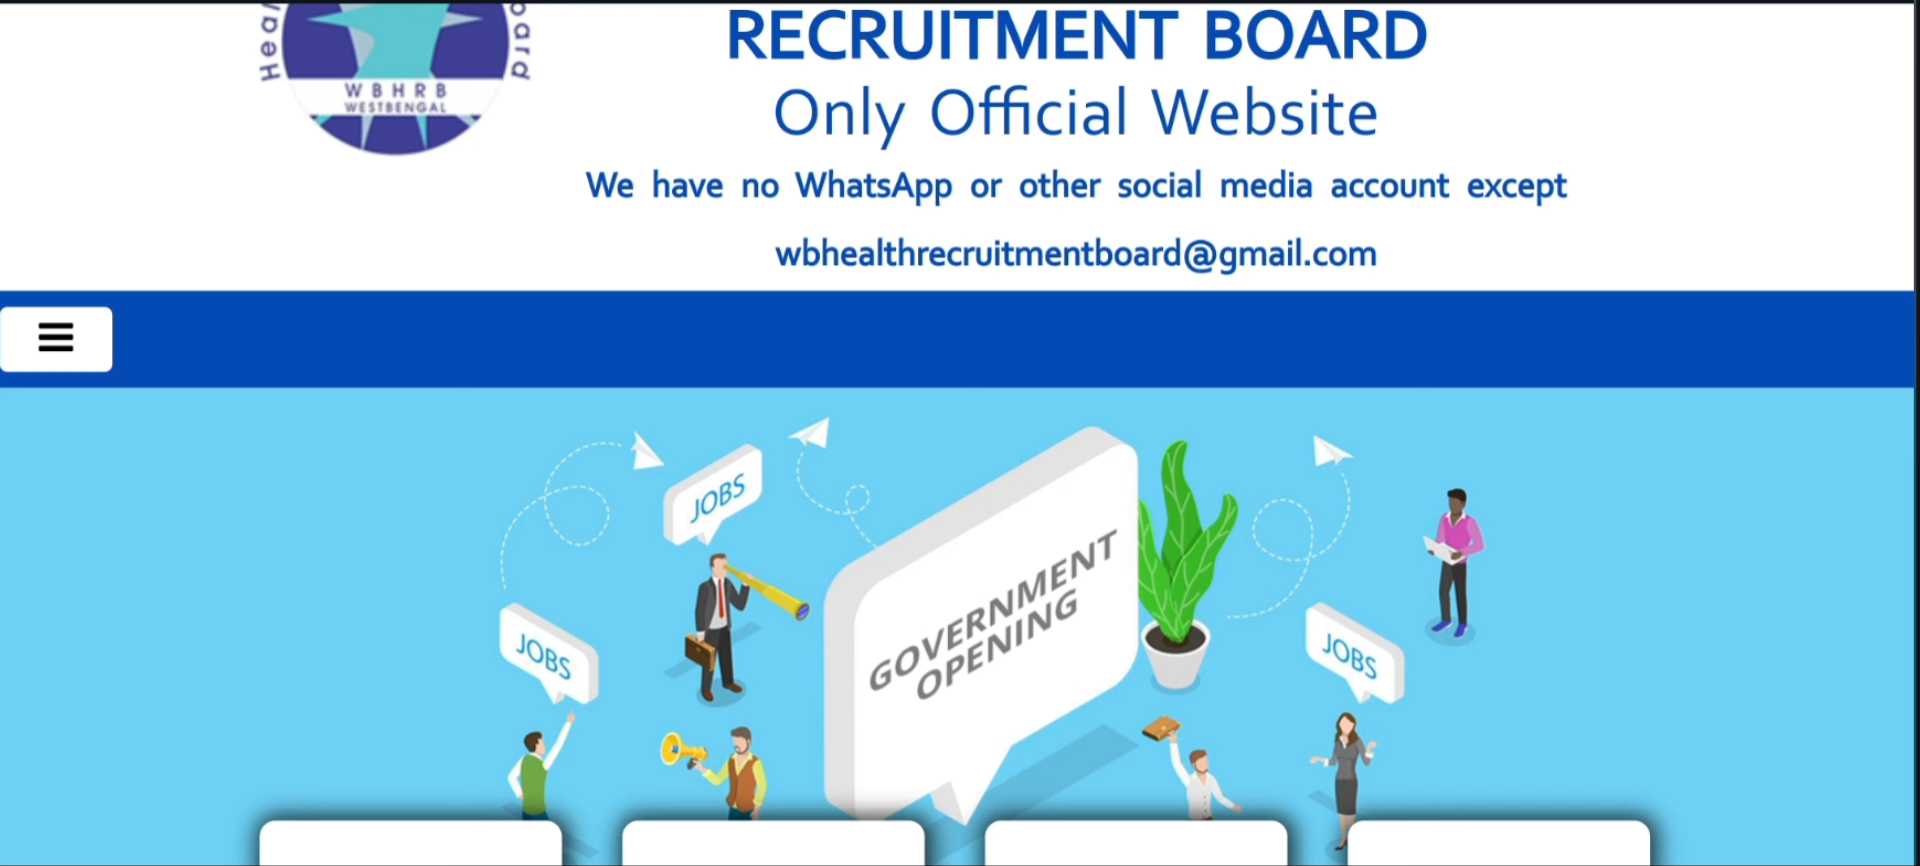 RECRUITMENT BOARD
Only Official Website
We have no WhatsApp or other social media account except
wbhealthrecruitmentboard@gmail.com
WBHRB
WESTBENGAL
JOBS
GOVERNMENT
OPENING
JOBS
JOBS